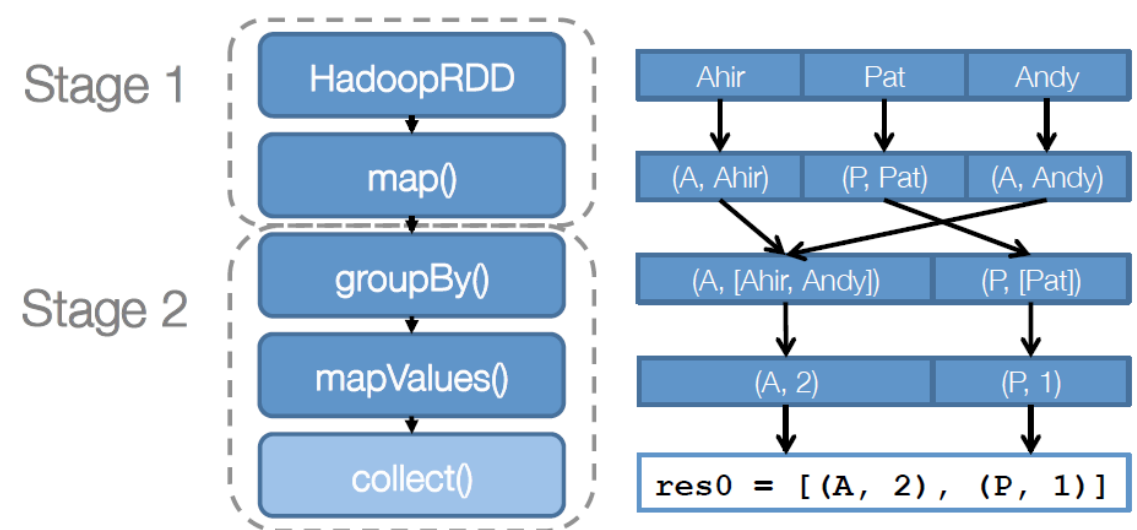 Stage 1
HadoopRDD
map()
Stage 2
groupBy()
mapValues()
collect()
Ahir Pat Andy
(A, Ahir) (P, Pat) (A, Andy)
(A, [Ahir, Andy]) (P, [Pat])
(A, 2) (P, 1)
res0 = [(A, 2), (P, 1)]